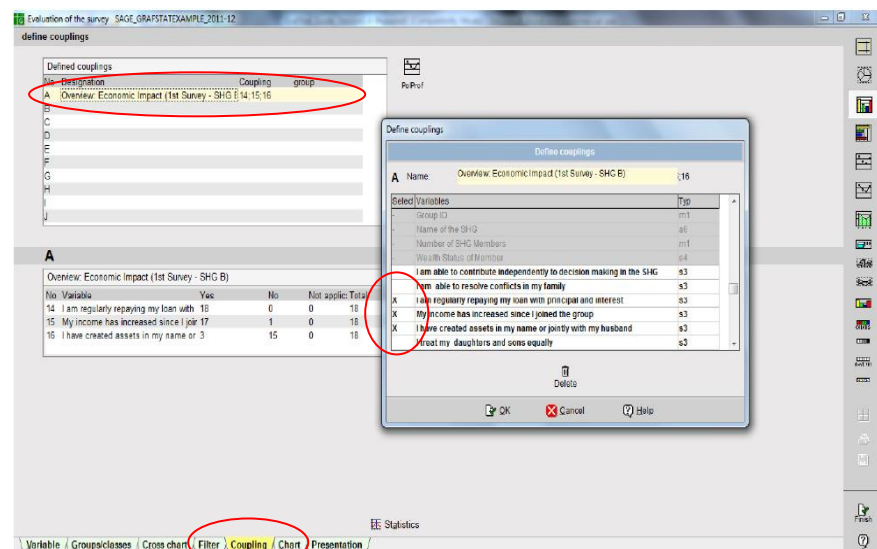 Evaluation of the survey SAGE_GRAFSTATEXAMPLE_2011-12
define couplings
Defined couplings
No Designation Coupling group
A Overview: Economic Impact (1st Survey - SHG E 14;15;16
B
C
D
E
F
G
H
I
J
PolProf
A
Overview: Economic Impact (1st Survey - SHG B)
No Variable Yes No Not applic: Total
14 I am regularly repaying my loan with 18 0 0 18
15 My income has increased since I joir 17 1 0 18
16 I have created assets in my name or 3 15 0 18
Define couplings
Define couplings
A Name: Overview: Economic Impact (1st Survey - SHG B) ;16
Seled Variables Typ
- Group ID m1
- Name of the SHG a6
- Number of SHG Members m1
- Wealth Status of Member s4
I am able to contribute independently to decision making in the SHG s3
I am able to resolve conflicts in my family s3
X I am regularly repaying my loan with principal and interest s3
X My income has increased since I joined the group s3
X I have created assets in my name or jointly with my husband s3
I treat my daughters and sons equally s3
Delete
OK Cancel Help
Statistics
Variable Groups/classes Cross chart Filter Coupling Chart Presentation
Finish